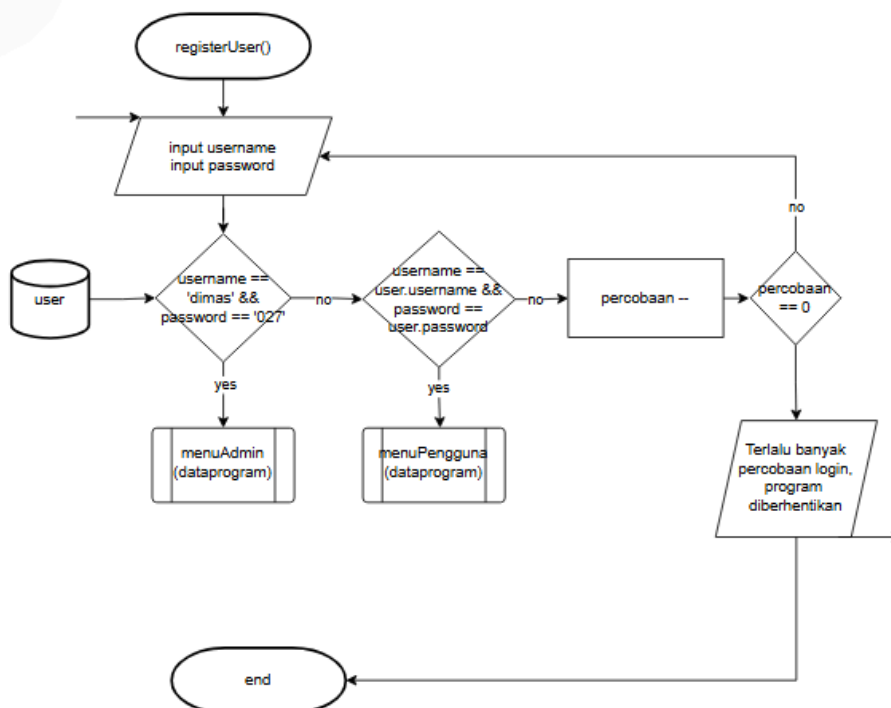 registerUser()
input username
input password
user
username ==
'dimas' &&
password == '027'
no
username ==
user.username &&
password ==
user.password
no
percobaan --
percobaan
== 0
no
yes
yes
menuAdmin
(dataprogram)
menuPengguna
(dataprogram)
Terlalu banyak
percobaan login,
program
diberhentikan
end